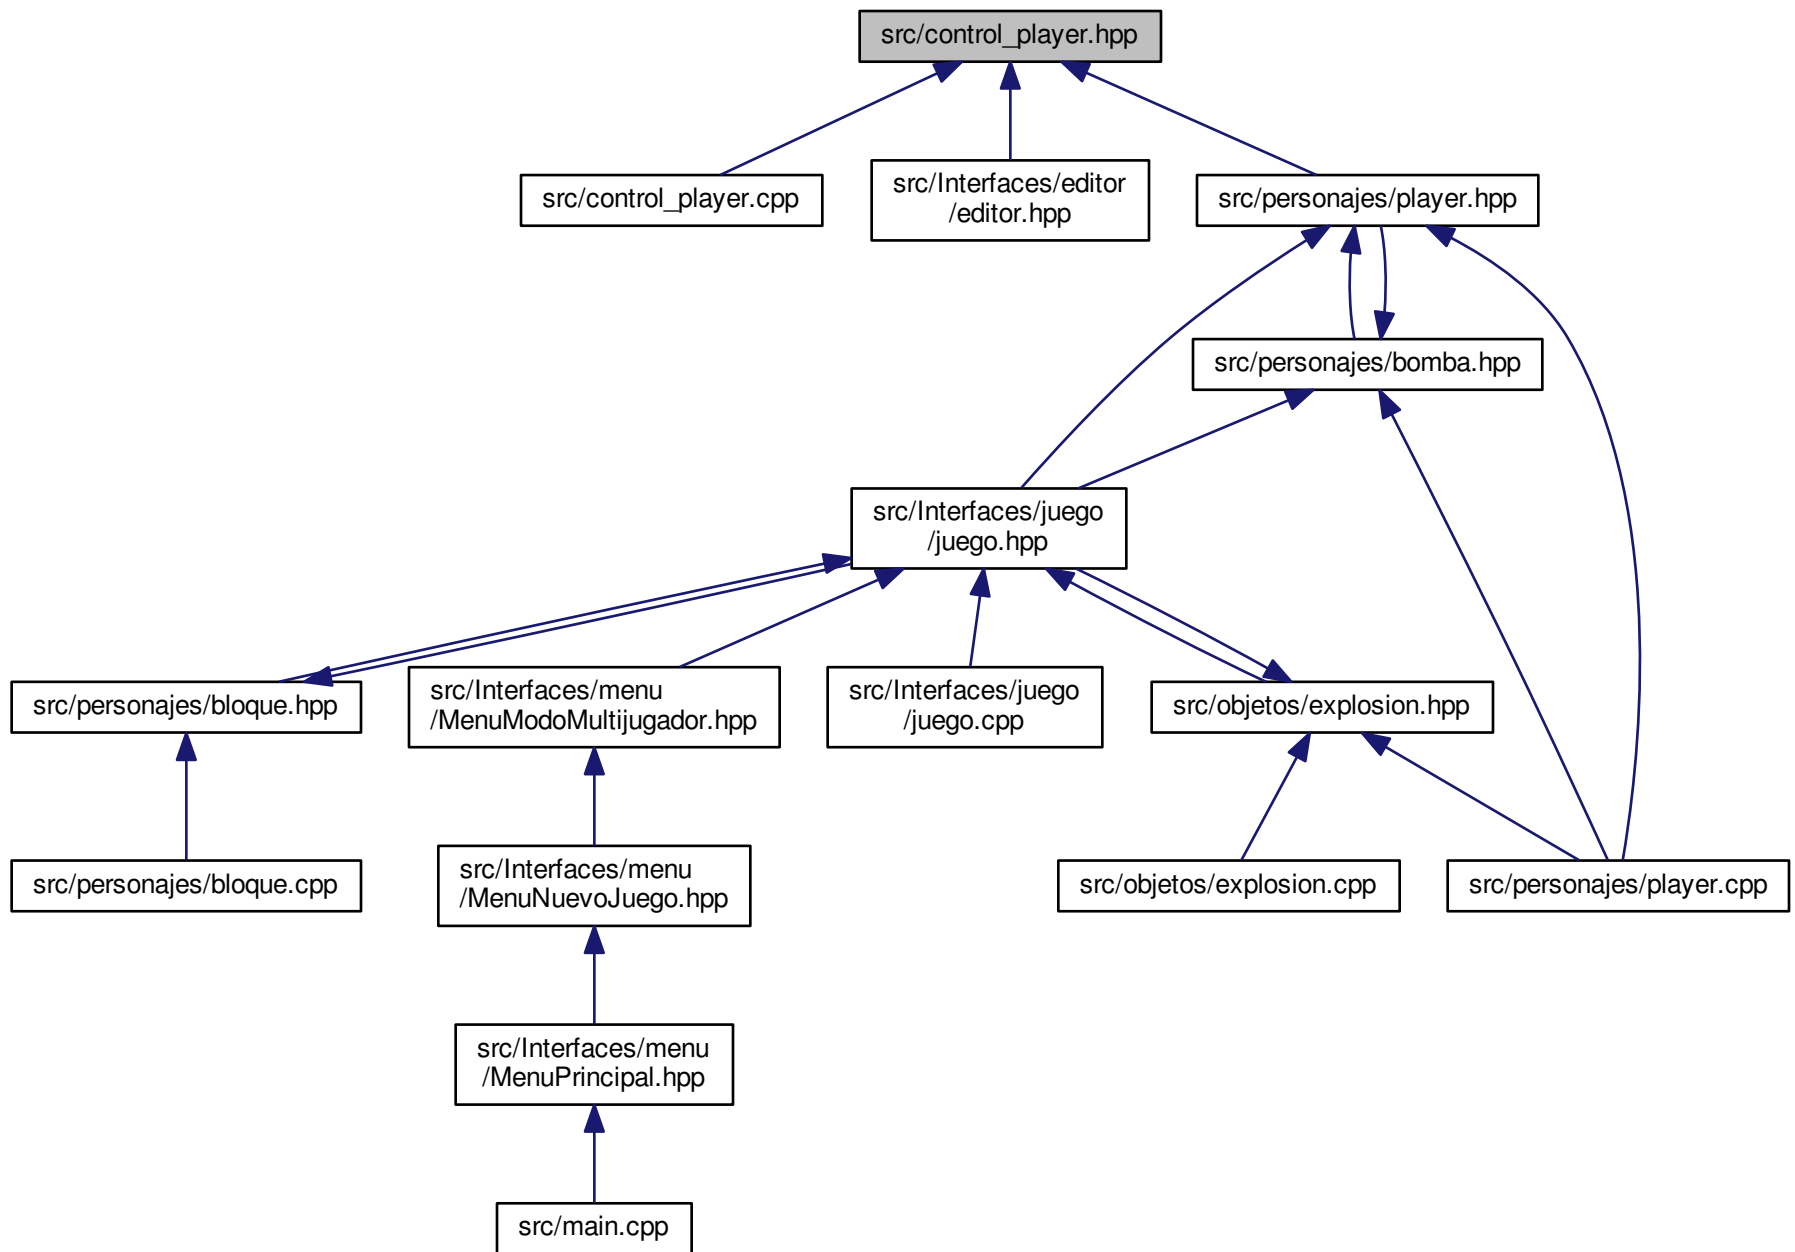 src/control_player.hpp
src/control_player.cpp
src/Interfaces/editor
/editor.hpp
src/personajes/player.hpp
src/personajes/bomba.hpp
src/Interfaces/juego
/juego.hpp
src/personajes/bloque.hpp
src/Interfaces/menu
/MenuModoMultijugador.hpp
src/Interfaces/juego
/juego.cpp
src/objetos/explosion.hpp
src/personajes/bloque.cpp
src/Interfaces/menu
/MenuNuevoJuego.hpp
src/objetos/explosion.cpp
src/personajes/player.cpp
src/Interfaces/menu
/MenuPrincipal.hpp
src/main.cpp